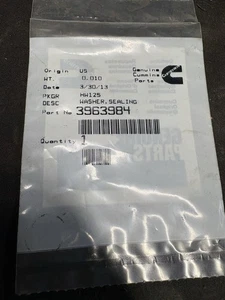 Origin US
WT. 0.010
Date 3/30/13
PKGR HW125
DESC WASHER,SEALING
Part No 3963984
Quantity 1
Genuine
Cummins
Parts